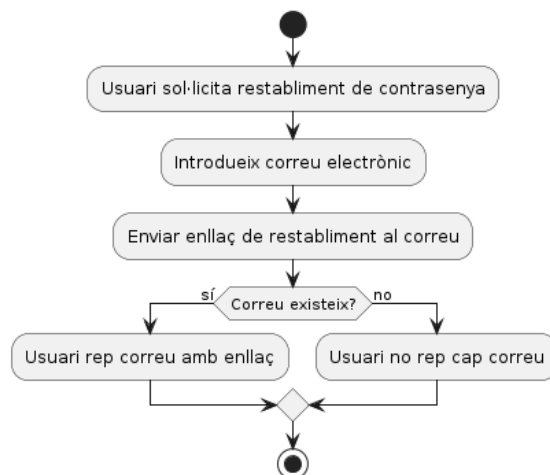 Usuari sol·licita restabliment de contrasenya
Introdueix correu electrònic
Enviar enllaç de restabliment al correu
sí
Correu existeix?
no
Usuari rep correu amb enllaç
Usuari no rep cap correu